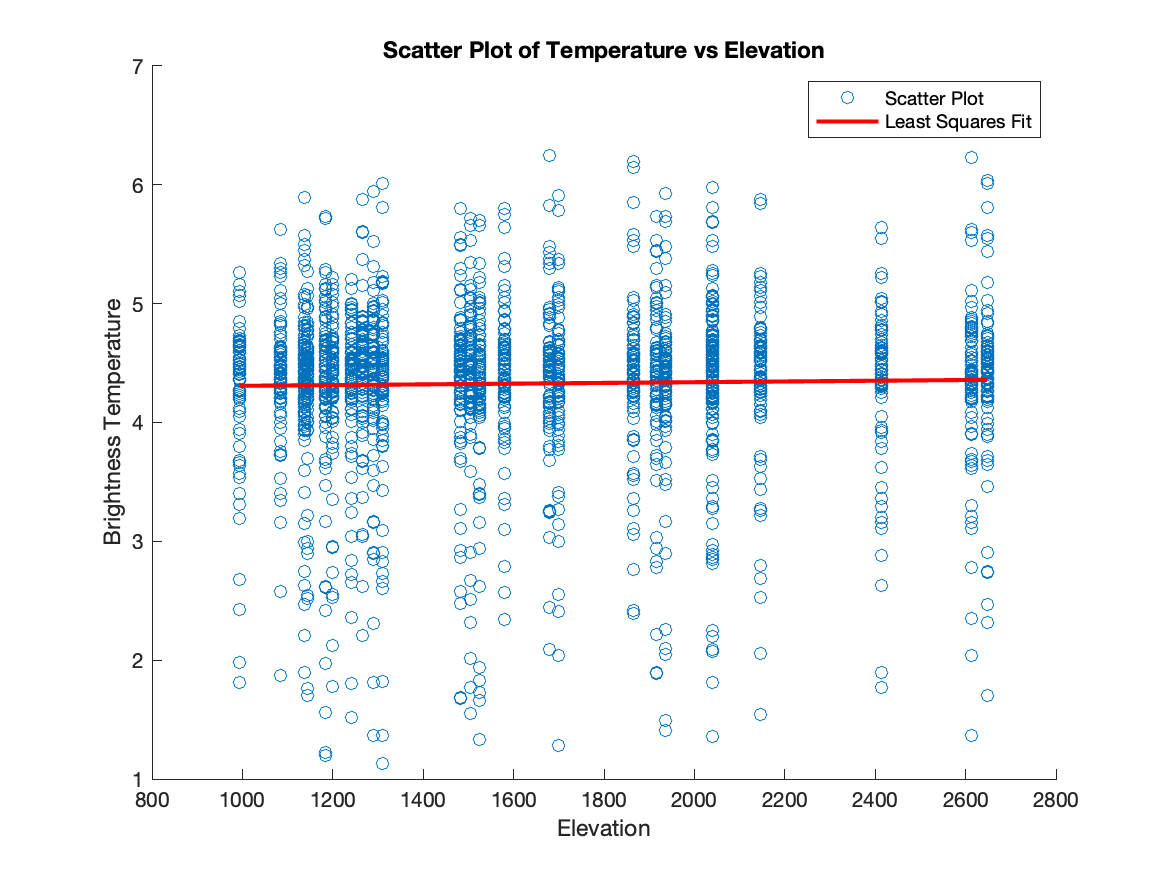 Scatter Plot of Temperature vs Elevation
Scatter Plot
Least Squares Fit
7
6
5
4
3
2
1
Brightness Temperature
800 1000 1200 1400 1600 1800 2000 2200 2400 2600 2800
Elevation